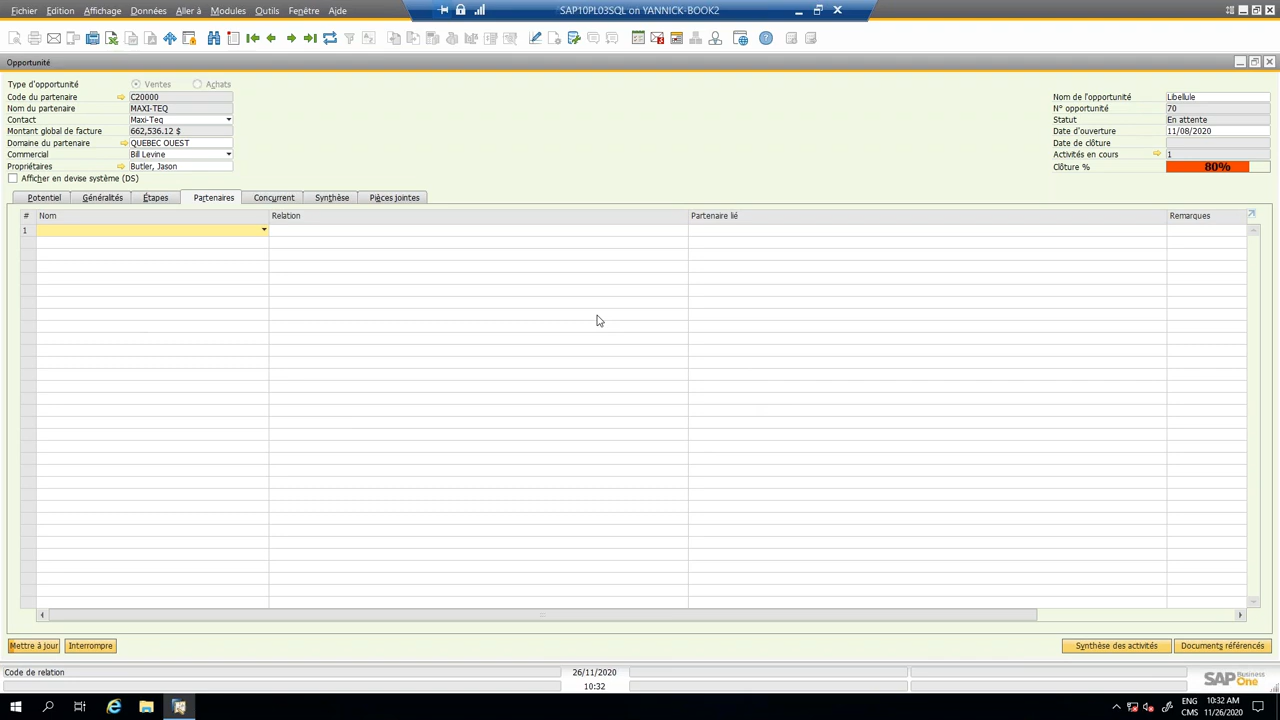 SAP10PL03SQL on YANNICK-BOOK2
Fichier Edition Affichage Données Aller à Modules Outils Fenêtre Aide
Opportunité
Type d'opportunité Ventes Achats
Code du partenaire C20000
Nom du partenaire MAXI-TEQ
Contact Maxi-Teq
Montant global de facture 662,536.12 $
Domaine du partenaire QUEBEC OUEST
Commercial Bill Levine
Propriétaires Butler, Jason
Afficher en devise système (DS)
Nom de l'opportunité Libellule
N° opportunité 70
Statut En attente
Date d'ouverture 11/08/2020
Date de clôture
Activités en cours 1
Clôture % 80%
Potentiel Généralités Étapes Partenaires Concurrent Synthèse Pièces jointes
# Nom Relation Partenaire lié Remarques
1
Mettre à jour Interrompre Synthèse des activités Documents référencés
Code de relation 26/11/2020
10:32
SAP Business One
ENG 10:32 AM
CMS 11/26/2020